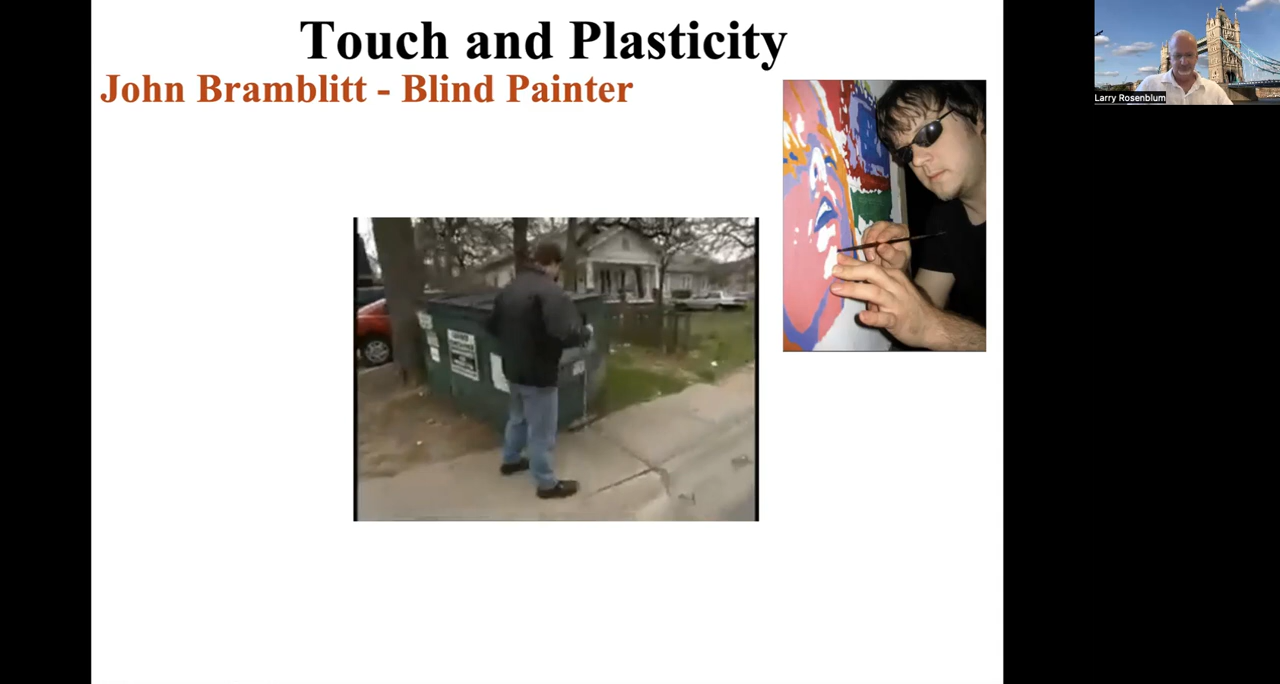 Touch and Plasticity
John Bramblitt - Blind Painter
Larry Rosenblum